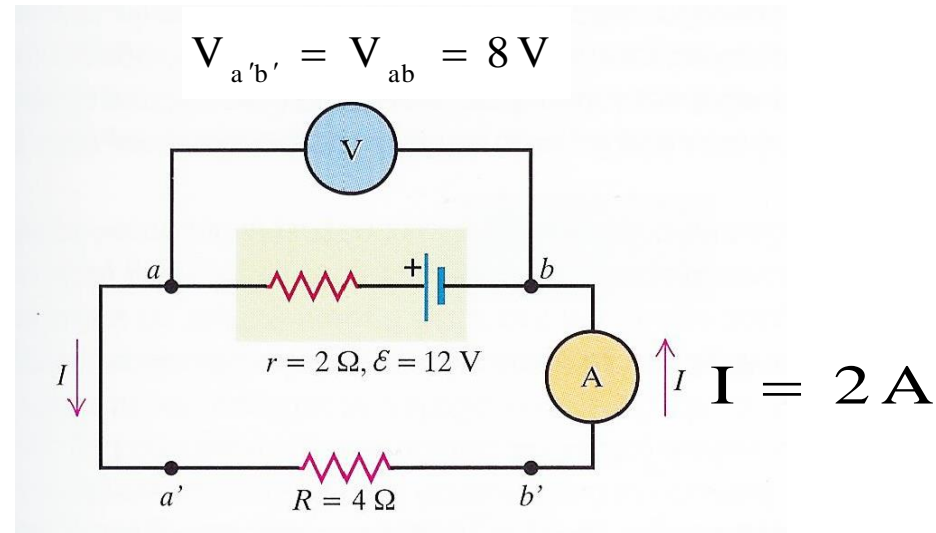 V a′b′ = V ab = 8 V
V
a
+
b
r = 2 Ω, ℰ = 12 V
I
A
I
I = 2 A
a’
R = 4 Ω
b’